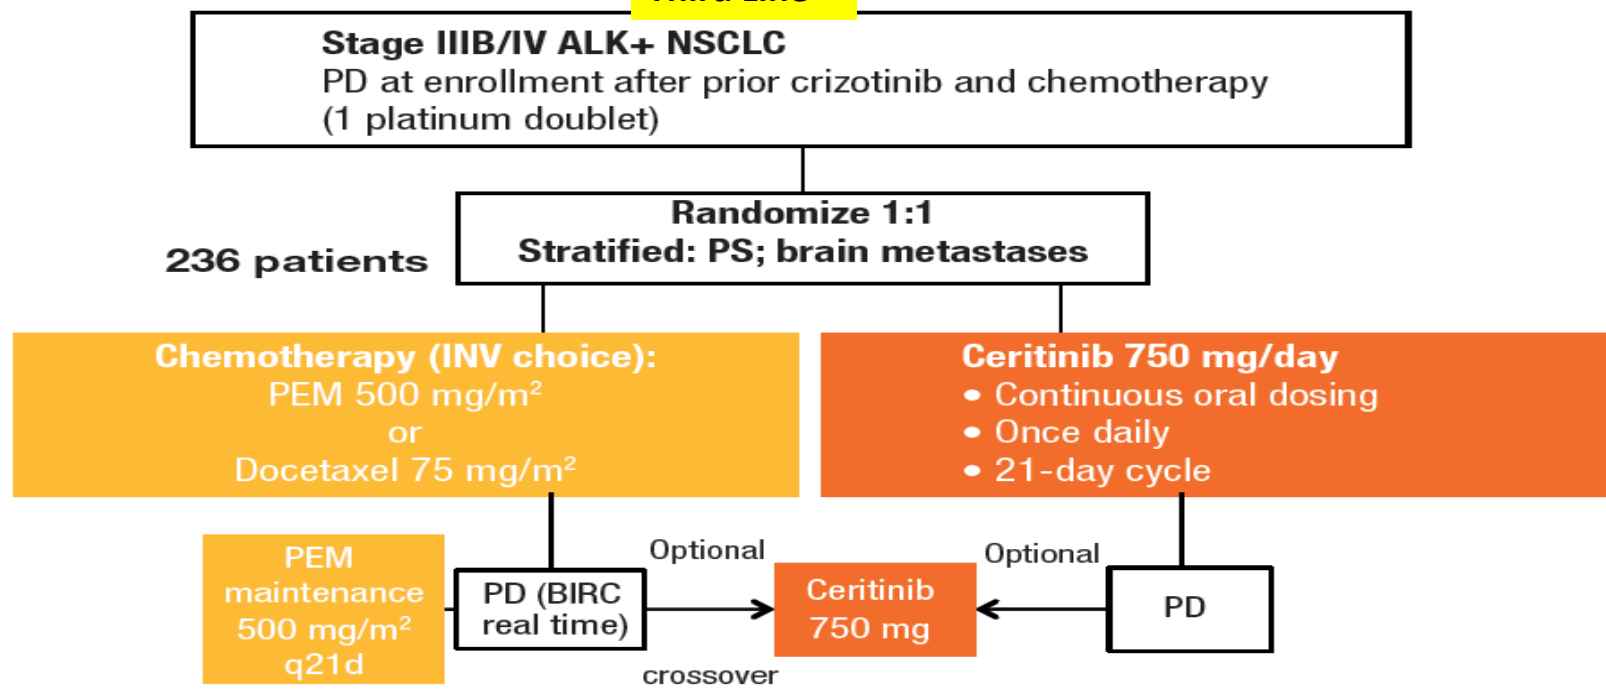 Third Line
Stage IIIB/IV ALK+ NSCLC
PD at enrollment after prior crizotinib and chemotherapy
(1 platinum doublet)
Randomize 1:1
Stratified: PS; brain metastases
236 patients
Chemotherapy (INV choice):
PEM 500 mg/m²
or
Docetaxel 75 mg/m²
Ceritinib 750 mg/day
• Continuous oral dosing
• Once daily
• 21-day cycle
PEM
maintenance
500 mg/m²
q21d
PD (BIRC
real time)
Optional
crossover
Ceritinib
750 mg
Optional
PD